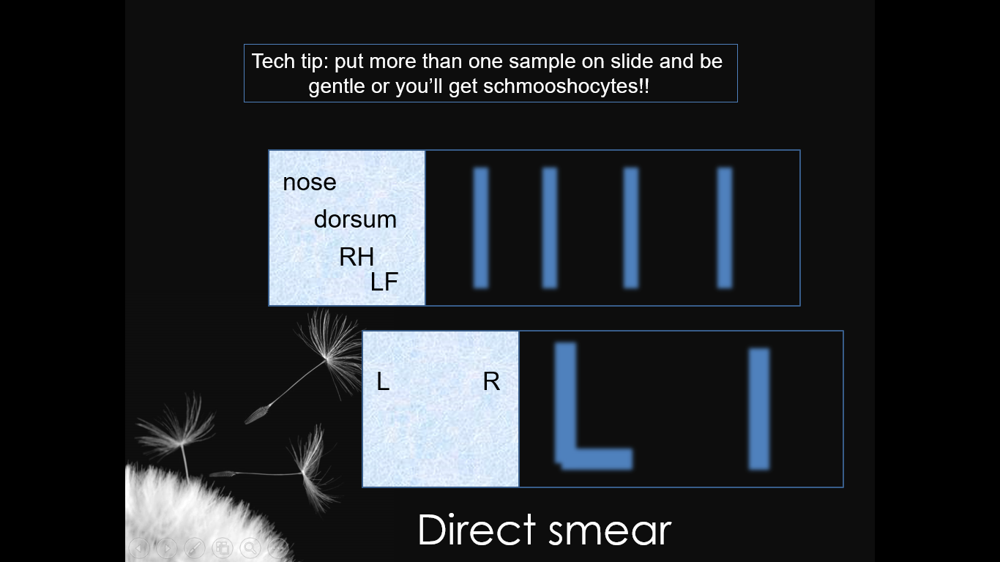 Tech tip: put more than one sample on slide and be
gentle or you’ll get schmooshocytes!!
nose
dorsum
RH
LF
L R
Direct smear